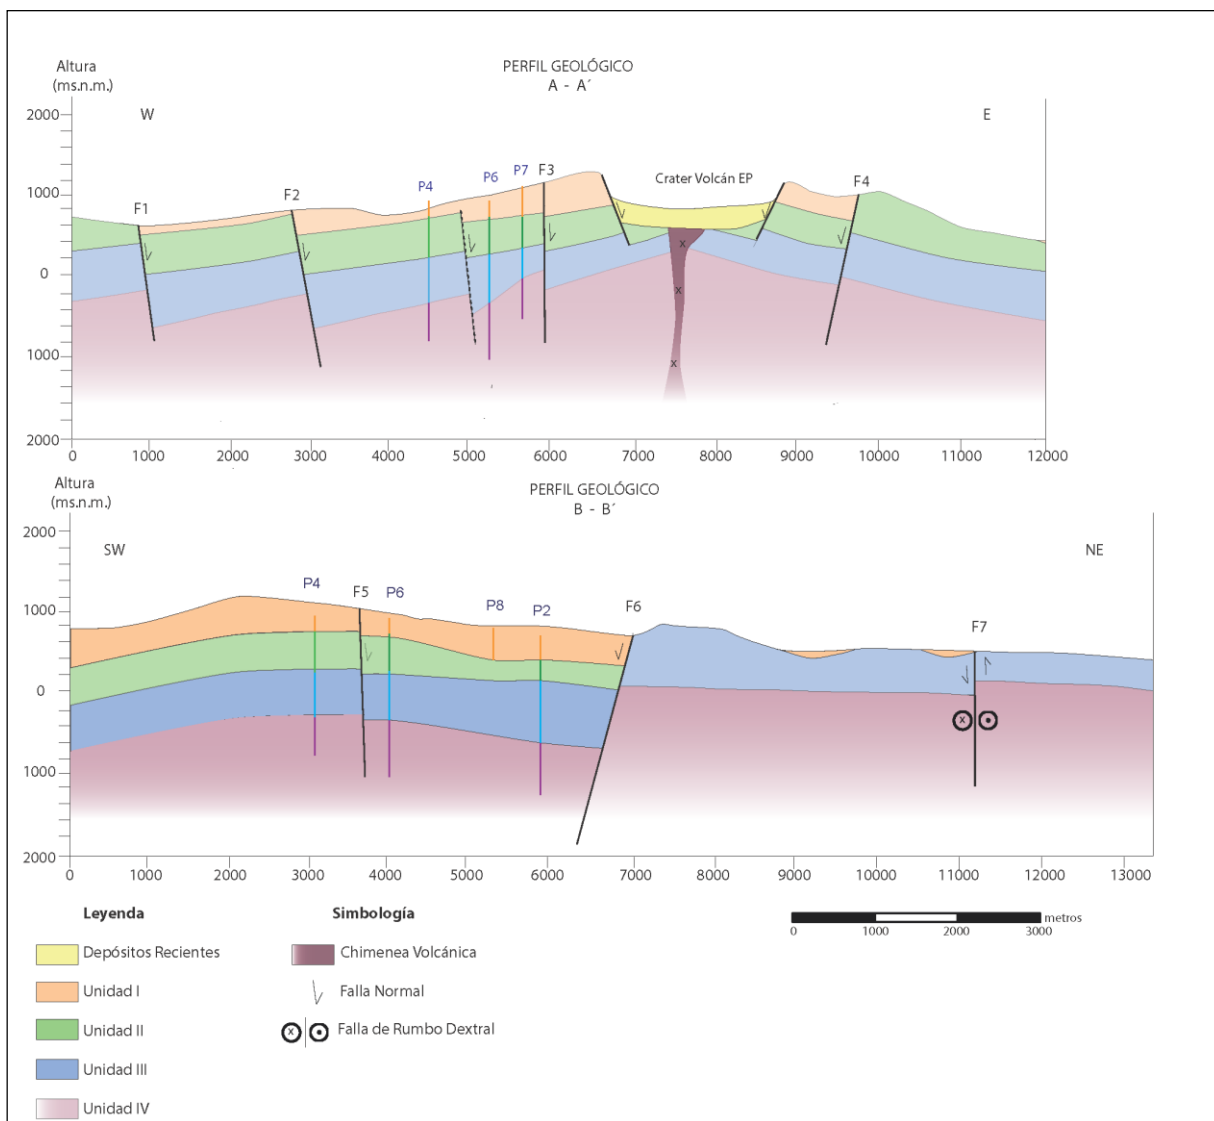 PERFIL GEOLÓGICO
A - A´
Altura
(ms.n.m.)
W
E
2000
1000
0
1000
2000
F1
F2
P4
P6
P7
F3
Crater Volcán EP
F4
x
x
x
0 1000 2000 3000 4000 5000 6000 7000 8000 9000 10000 11000 12000
PERFIL GEOLÓGICO
B - B´
Altura
(ms.n.m.)
SW
NE
2000
1000
0
1000
2000
P4
F5
P6
P8
P2
F6
F7
x
0 1000 2000 3000 4000 5000 6000 7000 8000 9000 10000 11000 12000 13000
Leyenda
Depósitos Recientes
Unidad I
Unidad II
Unidad III
Unidad IV
Simbología
Chimenea Volcánica
Falla Normal
x
Falla de Rumbo Dextral
metros
0 1000 2000 3000